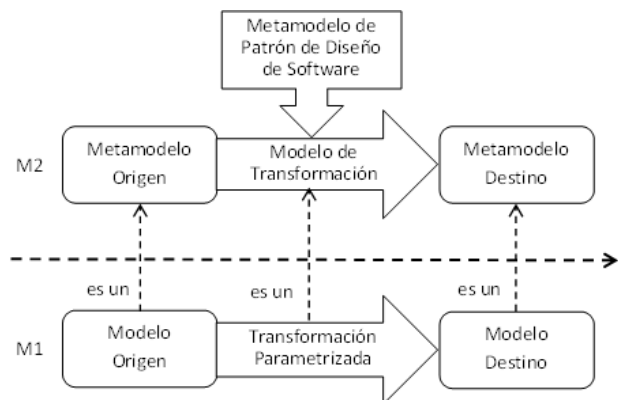 Metamodelo de
Patrón de Diseño
de Software
M2
Metamodelo
Origen
Modelo de
Transformación
Metamodelo
Destino
es un
es un
es un
M1
Modelo
Origen
Transformación
Parametrizada
Modelo
Destino